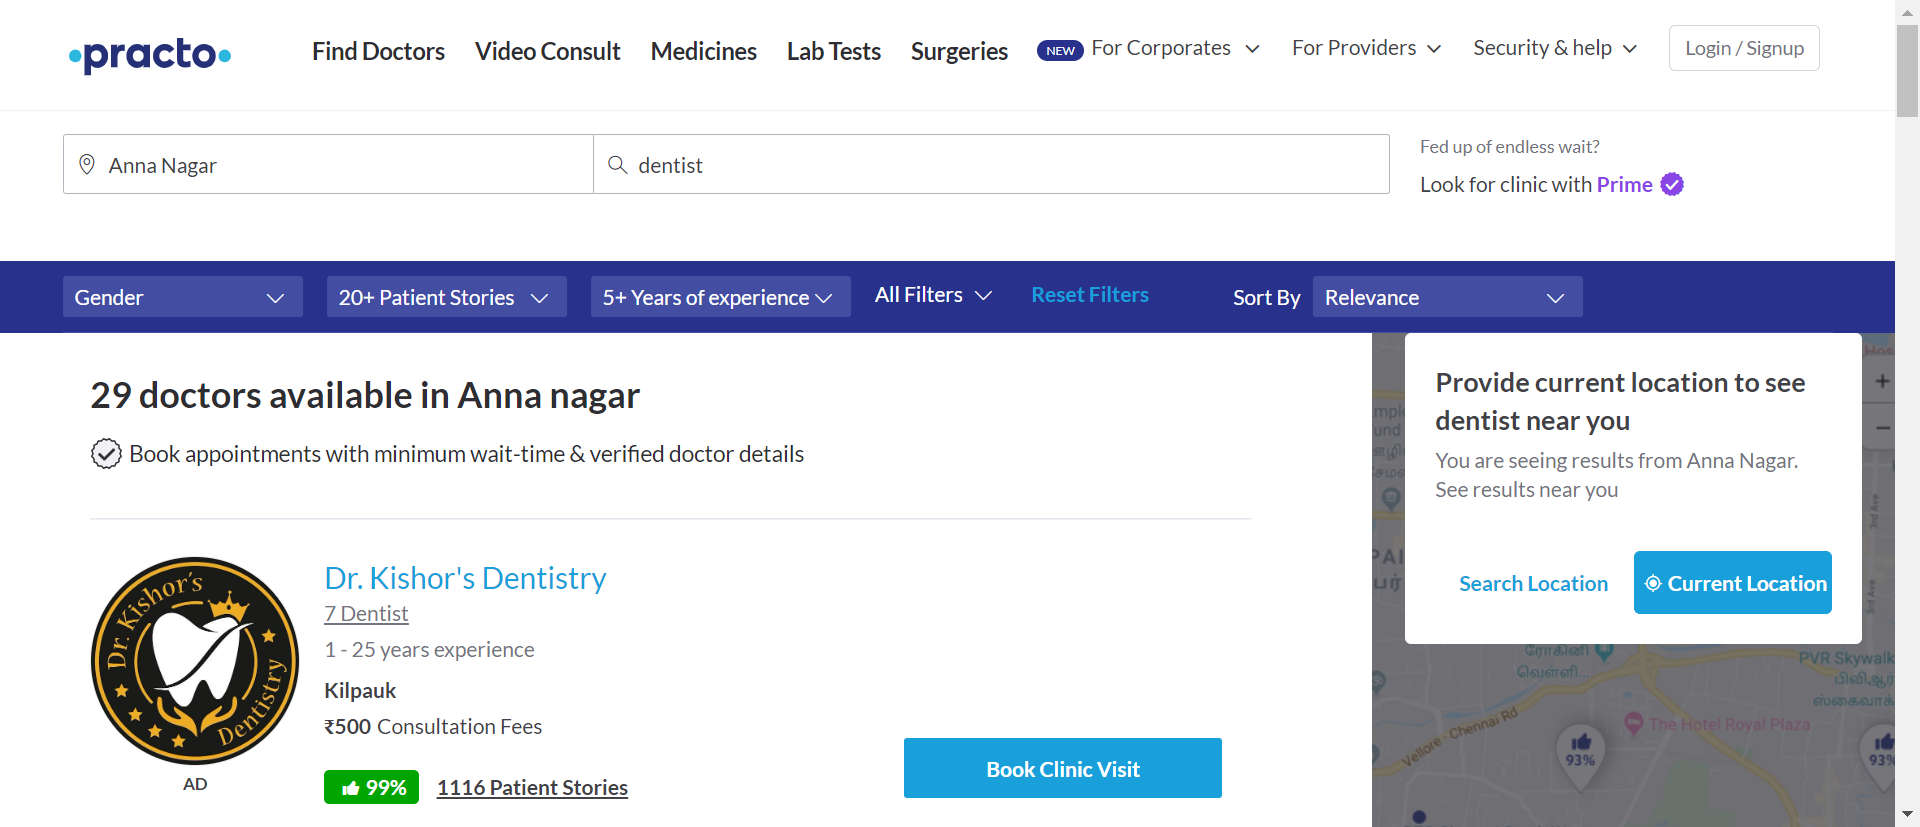 practo
Find Doctors
Video Consult
Medicines
Lab Tests
Surgeries
NEW
For Corporates
For Providers
Security & help
Login / Signup
Anna Nagar
dentist
Fed up of endless wait?
Look for clinic with Prime
Gender
20+ Patient Stories
5+ Years of experience
All Filters
Reset Filters
Sort By
Relevance
29 doctors available in Anna nagar
Book appointments with minimum wait-time & verified doctor details
Dr. Kishor's
Dentistry
AD
Dr. Kishor's Dentistry
7 Dentist
1 - 25 years experience
Kilpauk
₹500 Consultation Fees
99%
1116 Patient Stories
Book Clinic Visit
Provide current location to see
dentist near you
You are seeing results from Anna Nagar.
See results near you
Search Location
Current Location
3rd Ave
3rd Ave
ரோகினி
வெள்ளி...
PVR Skywalk
பிவிஆர்
ஸ்கைவாக்
Vellore - Chennai Rd
The Hotel Royal Plaza
93%
93%